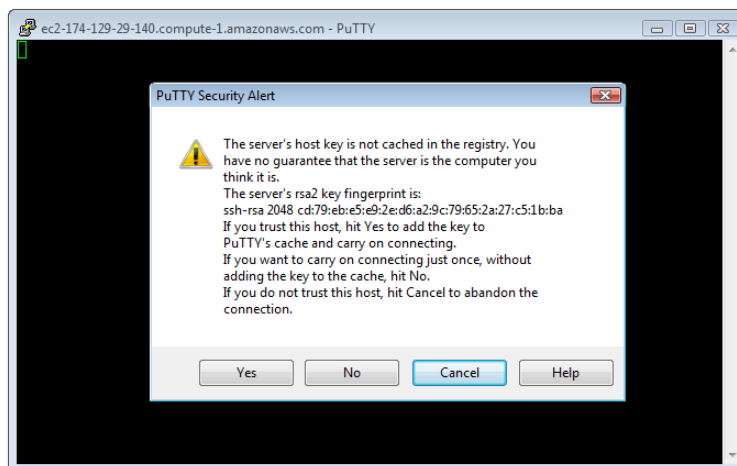 ec2-174-129-29-140.compute-1.amazonaws.com - PuTTY
PuTTY Security Alert
The server's host key is not cached in the registry. You
have no guarantee that the server is the computer you
think it is.
The server's rsa2 key fingerprint is:
ssh-rsa 2048 cd:79:eb:e5:e9:2e:d6:a2:9c:79:65:2a:27:c5:1b:ba
If you trust this host, hit Yes to add the key to
PuTTY's cache and carry on connecting.
If you want to carry on connecting just once, without
adding the key to the cache, hit No.
If you do not trust this host, hit Cancel to abandon the
connection.
Yes No Cancel Help